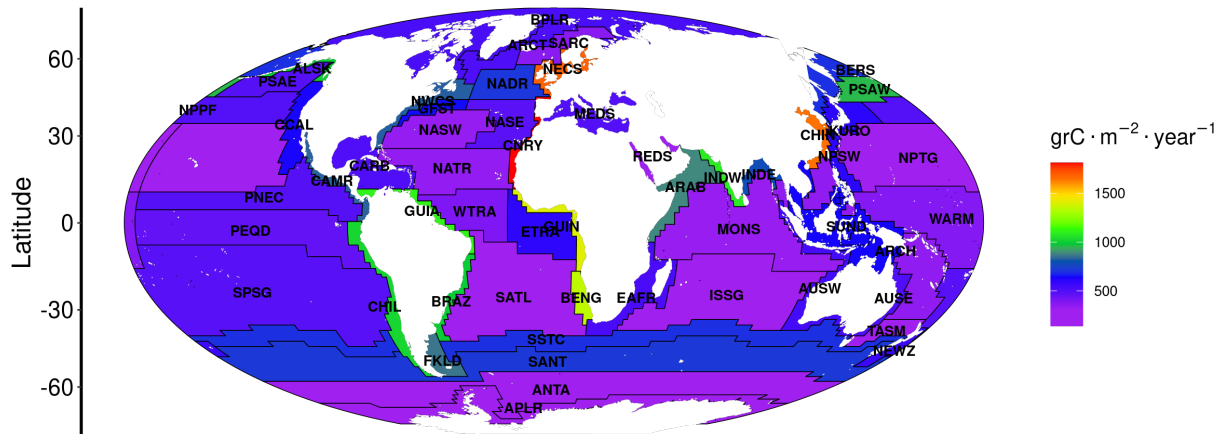 BPLR
ARCT
SARC
60
ALSK
PSAE
NECS
NADR
BERS
PSAW
NPPF
NWCS
GFST
CCAL
NASW
NASE
MEDS
CHIN
KURO
30
CNRY
REDS
NPSW
NPTG
CARB
NATR
CAMR
ARAB
INDW
INDE
PNEC
GUIA
WTRA
0
PEQD
ETRA
GUIN
MONS
SUND
WARM
ARCH
SPSG
CHIL
BRAZ
SATL
BENG
EAFR
ISSG
AUSW
AUSE
-30
SSTC
TASM
FKLD
SANT
NEWZ
-60
ANTA
APLR
Latitude
grC · m⁻² · year⁻¹
1500
1000
500